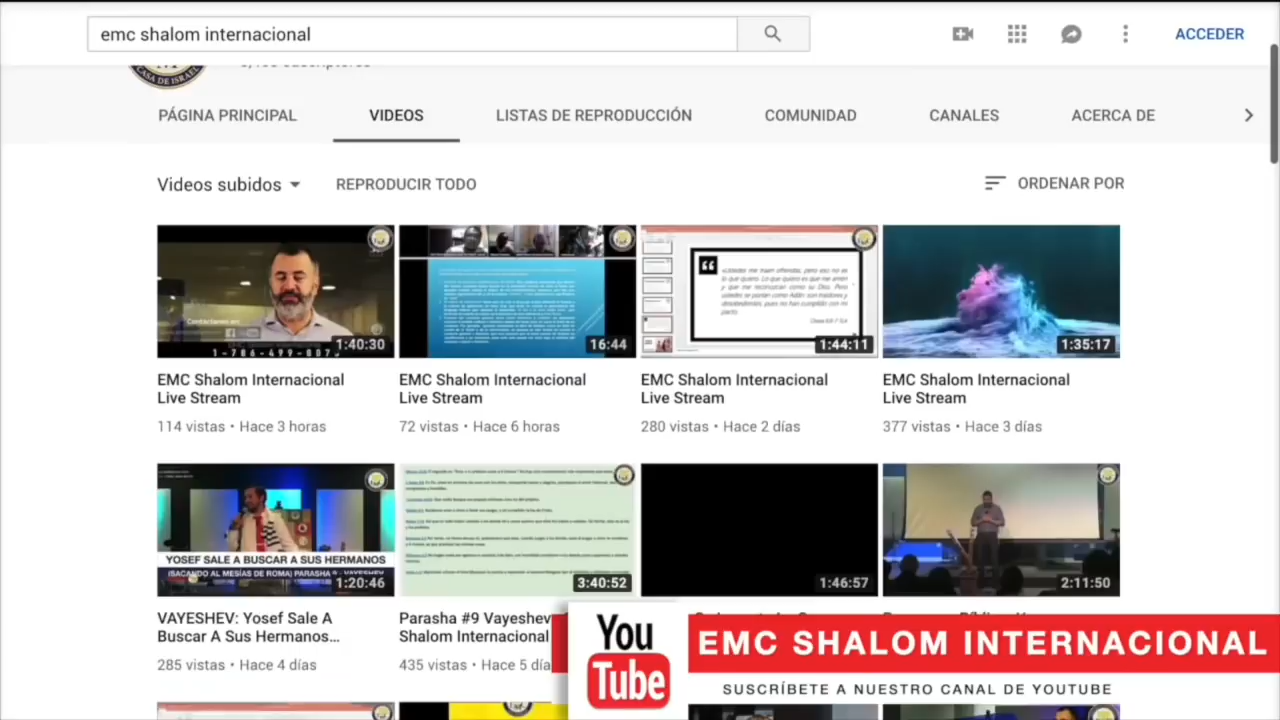 emc shalom internacional
ACCEDER
CASA DE ISRAEL
PÁGINA PRINCIPAL
VIDEOS
LISTAS DE REPRODUCCIÓN
COMUNIDAD
CANALES
ACERCA DE
Videos subidos
REPRODUCIR TODO
ORDENAR POR
1:40:30
16:44
1:44:11
1:35:17
EMC Shalom Internacional
Live Stream
114 vistas • Hace 3 horas
EMC Shalom Internacional
Live Stream
72 vistas • Hace 6 horas
EMC Shalom Internacional
Live Stream
280 vistas • Hace 2 días
EMC Shalom Internacional
Live Stream
377 vistas • Hace 3 días
YOSEF SALE A BUSCAR A SUS HERMANOS
1:20:46
3:40:52
1:46:57
2:11:50
VAYESHEV: Yosef Sale A
Buscar A Sus Hermanos...
285 vistas • Hace 4 días
Parasha #9 Vayeshev
Shalom Internacional
435 vistas • Hace 5 día
You
Tube
EMC SHALOM INTERNACIONAL
SUSCRÍBETE A NUESTRO CANAL DE YOUTUBE